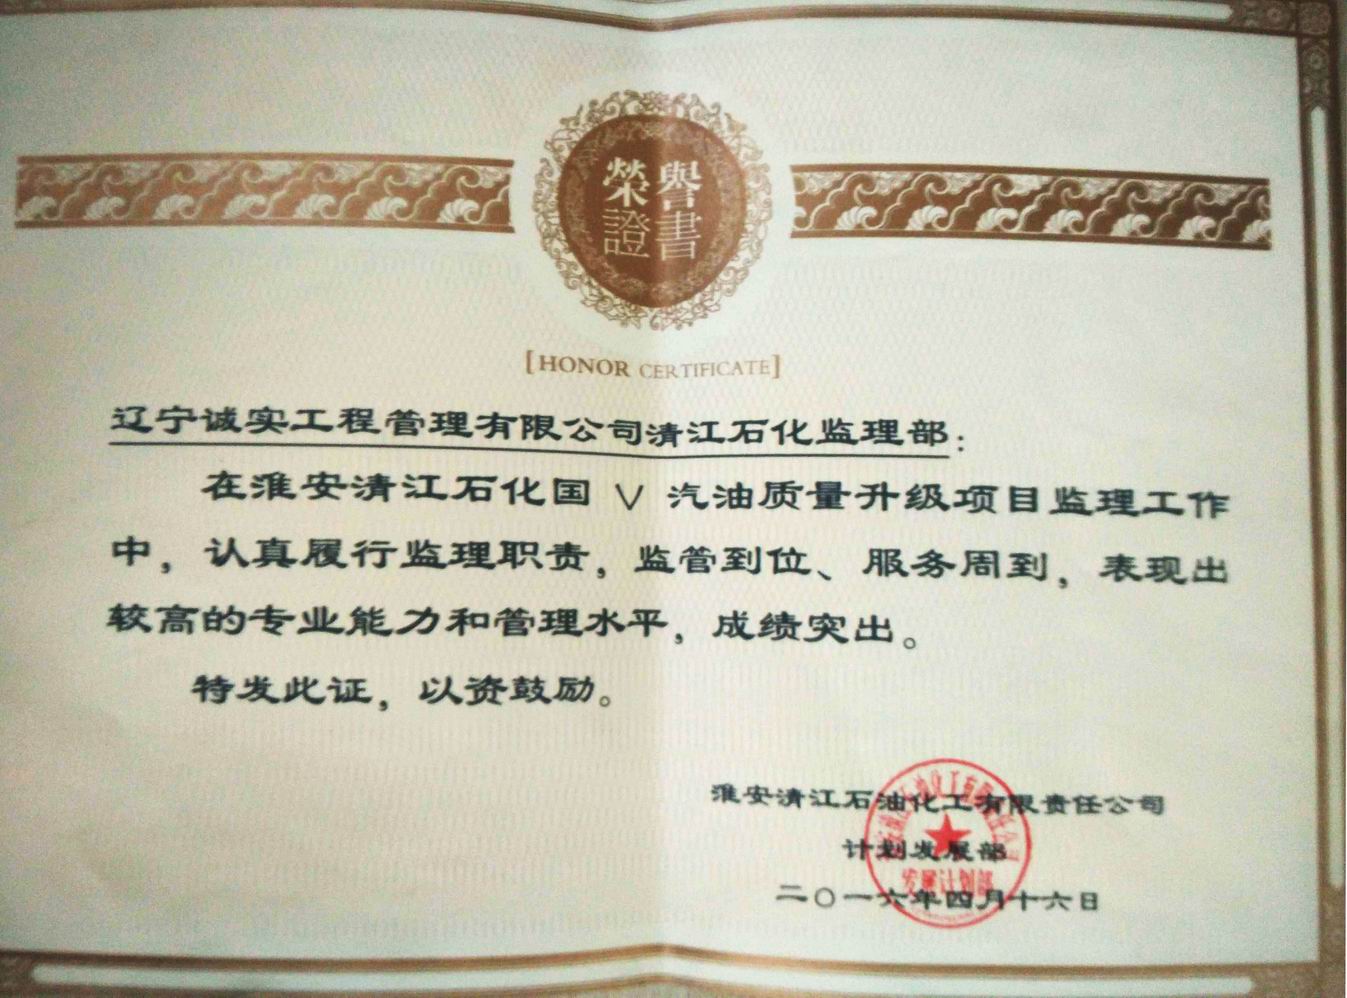 榮譽
證書
[HONOR CERTIFICATE]
辽宁诚实工程管理有限公司清江石化监理部：
在淮安清江石化国 V 汽油质量升级项目监理工作
中，认真履行监理职责，监管到位、服务周到，表现出
较高的专业能力和管理水平，成绩突出。
特发此证，以资鼓励。
淮安清江石油化工有限责任公司
计划发展部
二〇一六年四月十六日
发展计划部